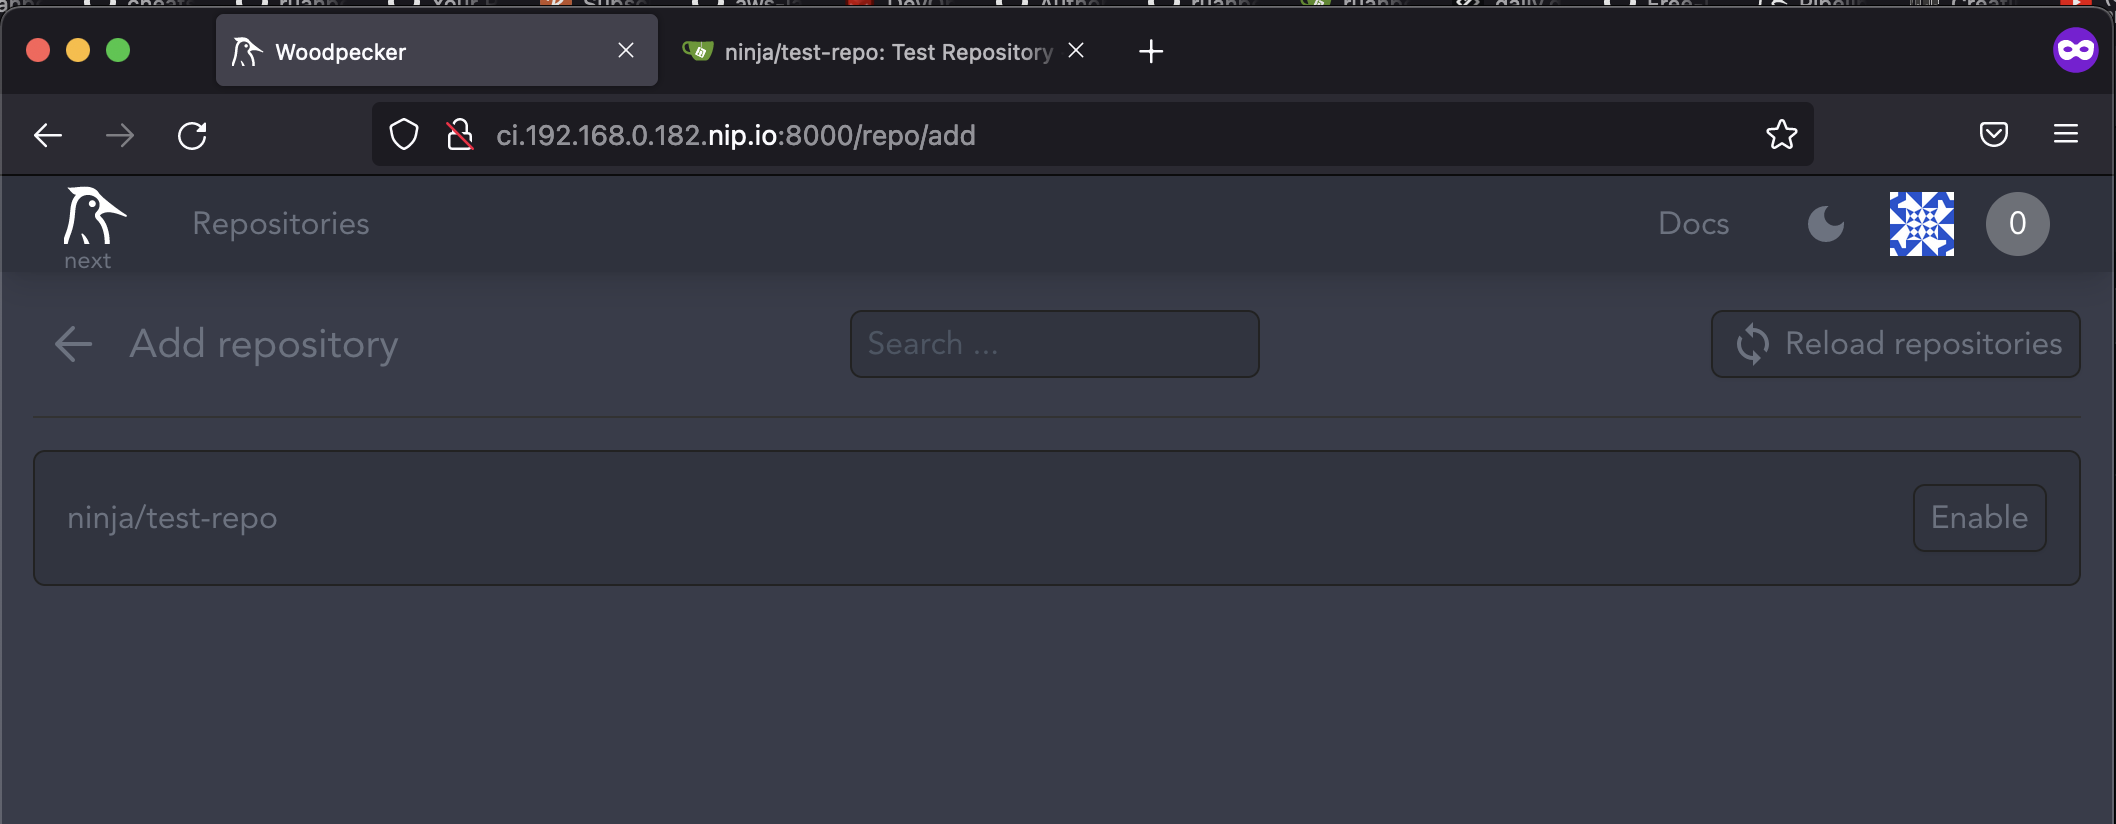 Woodpecker
ninja/test-repo: Test Repository
ci.192.168.0.182.nip.io:8000/repo/add
next
Repositories
Docs
0
Add repository
Search ...
Reload repositories
ninja/test-repo
Enable